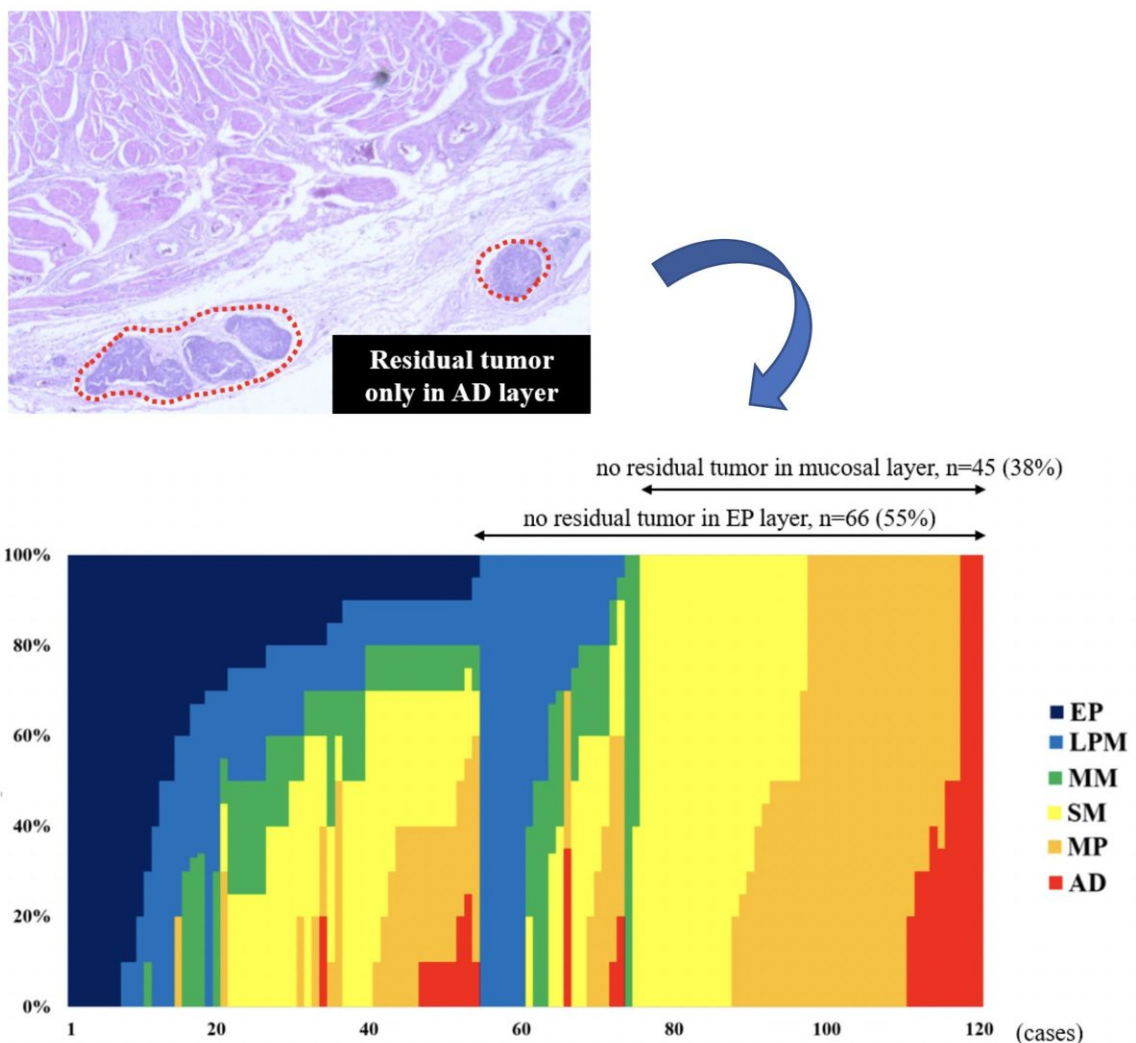 Residual tumor
only in AD layer
no residual tumor in mucosal layer, n=45 (38%)
no residual tumor in EP layer, n=66 (55%)
100%
80%
60%
40%
20%
0%
EP
LPM
MM
SM
MP
AD
1 20 40 60 80 100 120 (cases)